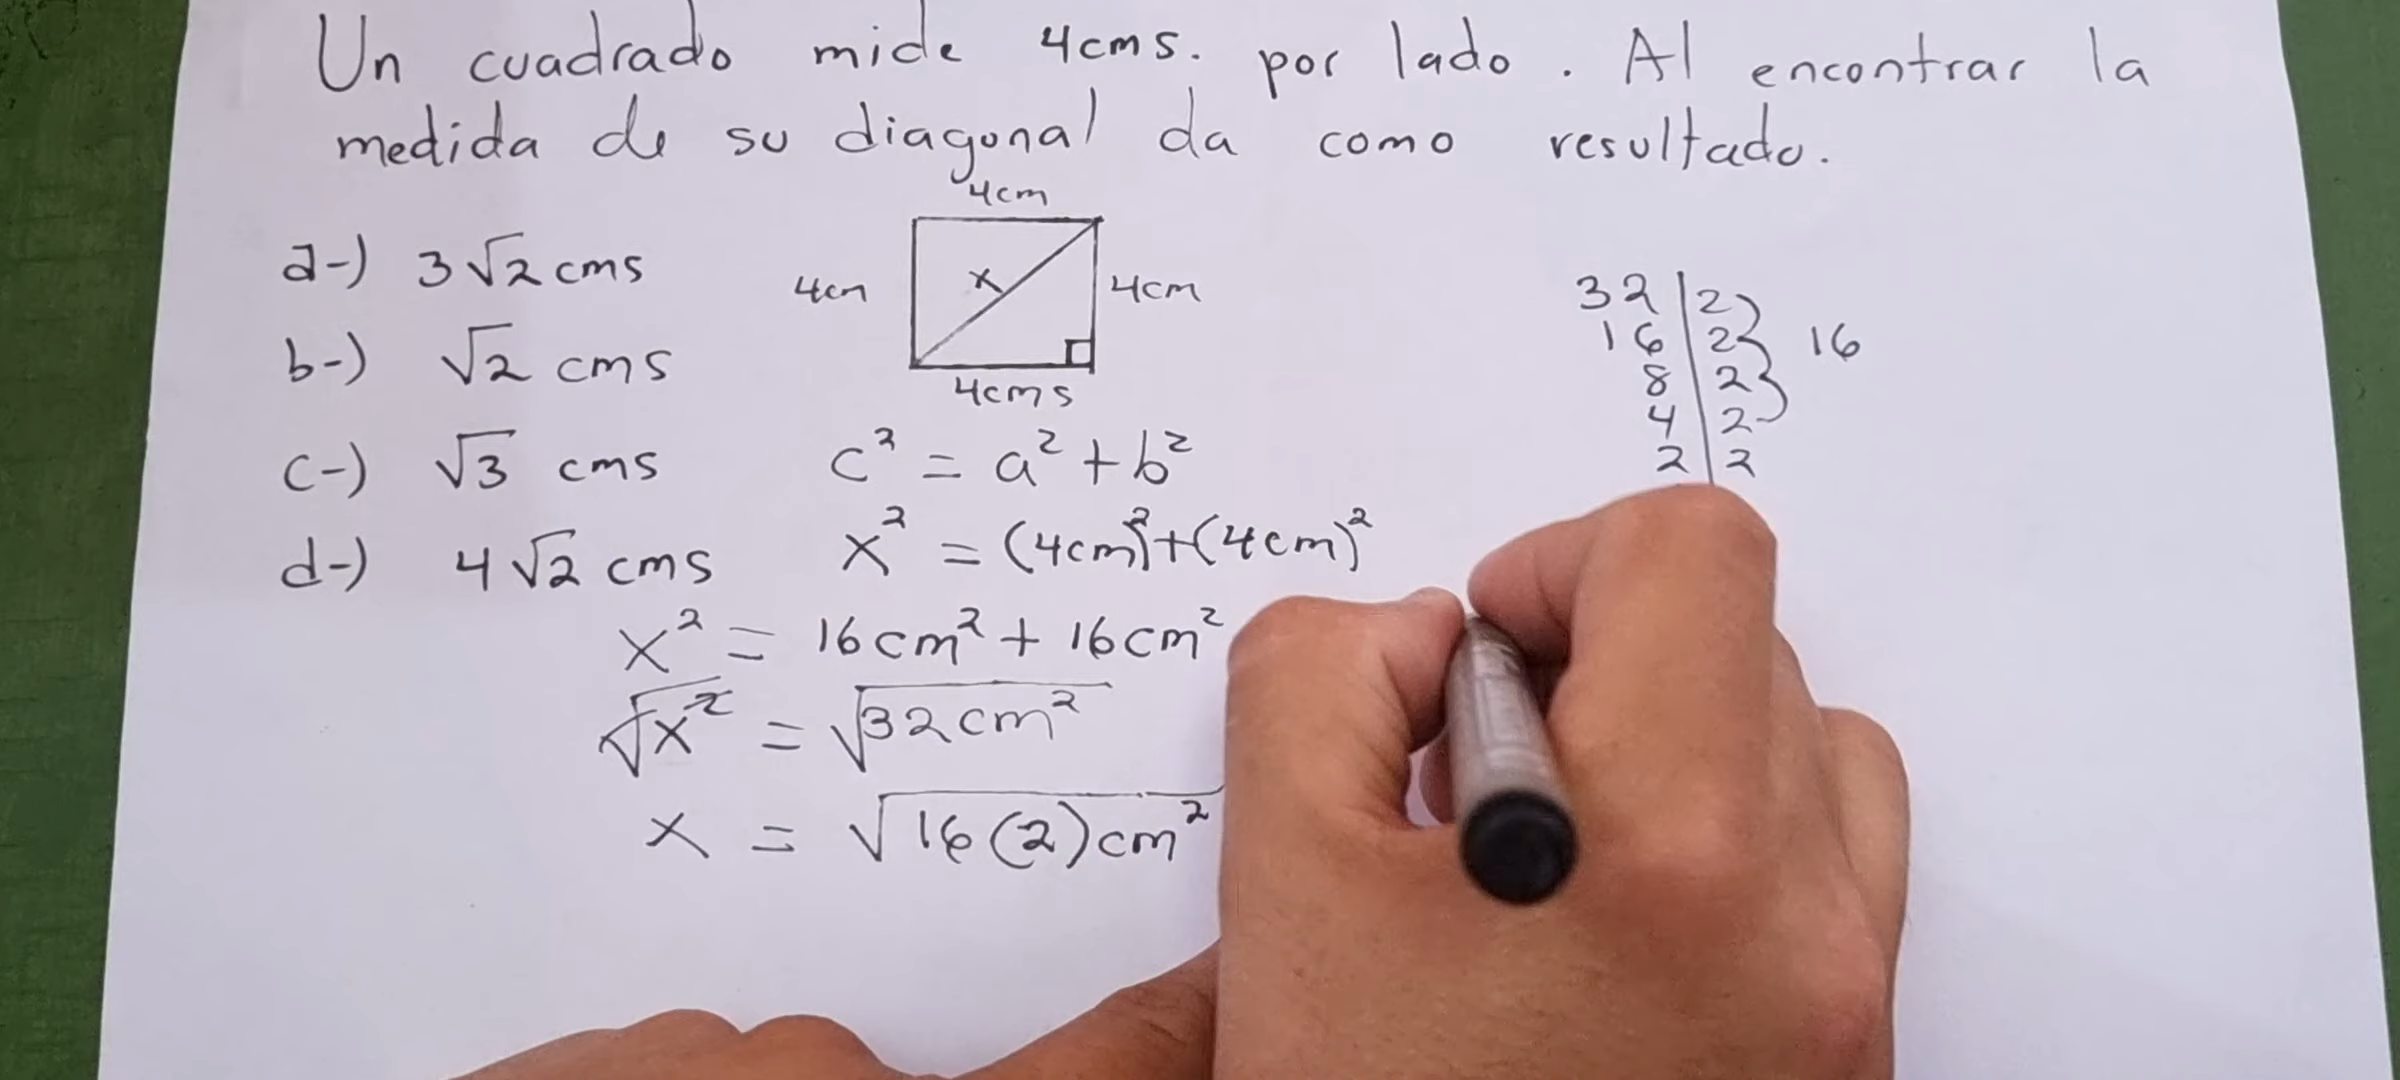 Un cuadrado mide 4cms. por lado. Al encontrar la
medida de su diagonal da como resultado.
a-) 3√2 cms
b-) √2 cms
c-) √3 cms
d-) 4√2 cms
4cm
4cm
x
4cm
4cms
c² = a² + b²
x² = (4cm)² + (4cm)²
x² = 16cm² + 16cm²
√x² = √32cm²
x = √16(2)cm²
32 | 2
16 | 2
8 | 2
4 | 2
2 | 2
16